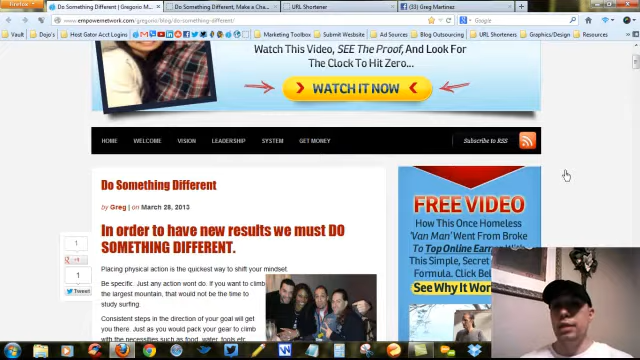 Firefox
Do Something Different | Gregorio M...
Do Something Different, Make a Cha...
URL Shortener
(33) Greg Martinez
www.empowernetwork.com/gregorio/blog/do-something-different/
Google
Vault
Host Gator Acct Logins
Marketing Toolbox
Ad Sources
Blog Outsourcing
URL Shorteners
Graphics/Design
Resources
Watch This Video, SEE The Proof, And Look For
The Clock To Hit Zero...
WATCH IT NOW
HOME
WELCOME
VISION
LEADERSHIP
SYSTEM
GET MONEY
Subscribe to RSS
Do Something Different
by Greg | on March 28, 2013
In order to have new results we must DO
SOMETHING DIFFERENT.
Placing physical action is the quickest way to shift your mindset.
Be specific. Just any action wont do. If you want to climb
the largest mountain, that would not be the time to
study surfing.
Consistent steps in the direction of your goal will get
you there. Just as you would pack your gear to climb
with the necessities such as food, water, tools etc.
1
+1
1
Tweet
FREE VIDEO
How This Once Homeless
'Van Man' Went From Broke
To Top Online
This Simple, Secret
Formula. Click
See Why It